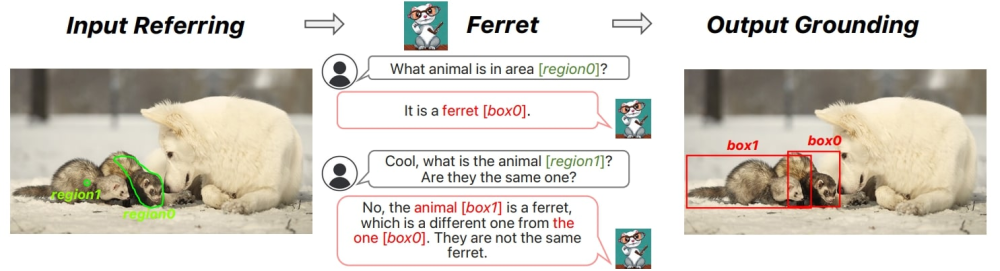 Input Referring
Ferret
Output Grounding
What animal is in area [region0]?
It is a ferret [box0].
Cool, what is the animal [region1]?
Are they the same one?
No, the animal [box1] is a ferret,
which is a different one from the
one [box0]. They are not the same
ferret.
region1
region0
box1
box0